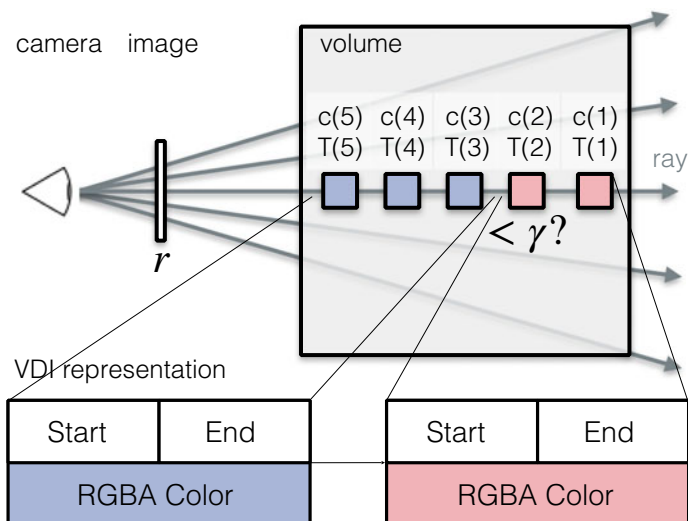 camera image volume
c(5) c(4) c(3) c(2) c(1)
T(5) T(4) T(3) T(2) T(1)
ray
< γ?
r
VDI representation
Start End Start End
RGBA Color RGBA Color